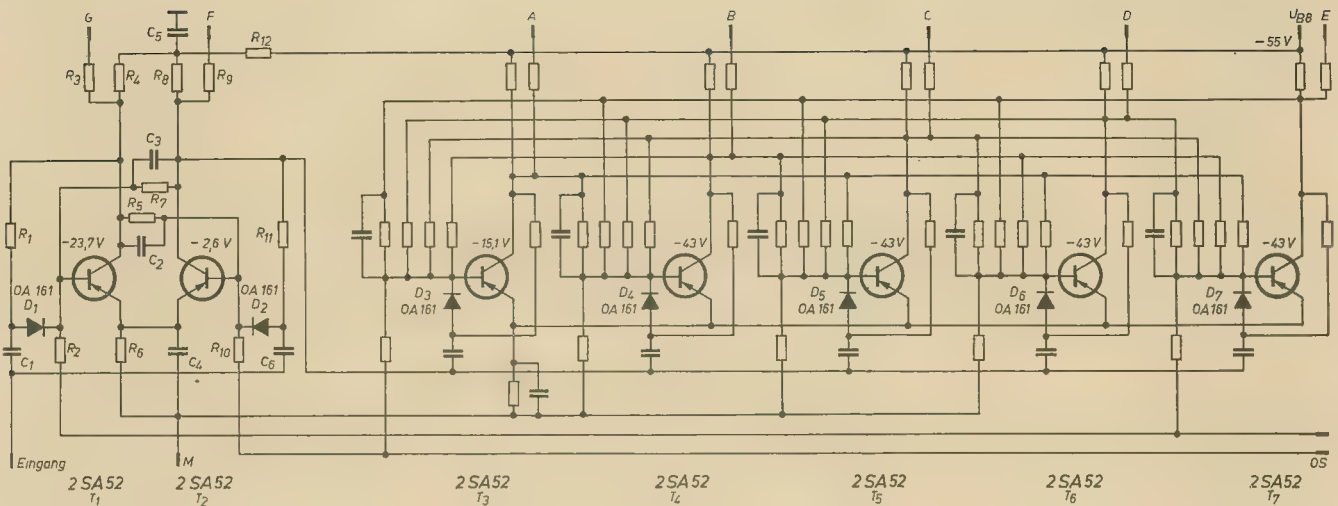 G F A B C D U_B8 E
C5 R12 -55 V
R3 R4 R8 R9
C3
R7
R5
R1 -23,7 V C2 -2,6 V R11 -15,1 V -43 V -43 V -43 V -43 V
OA 161 OA 161
D1 D2 D3 D4 D5 D6 D7
OA 161 OA 161 OA 161 OA 161 OA 161
C1 R2 R6 C4 R10 C6
Eingang M OS
2 SA 52 2 SA 52 2 SA 52 2 SA 52 2 SA 52 2 SA 52 2 SA 52
T1 T2 T3 T4 T5 T6 T7